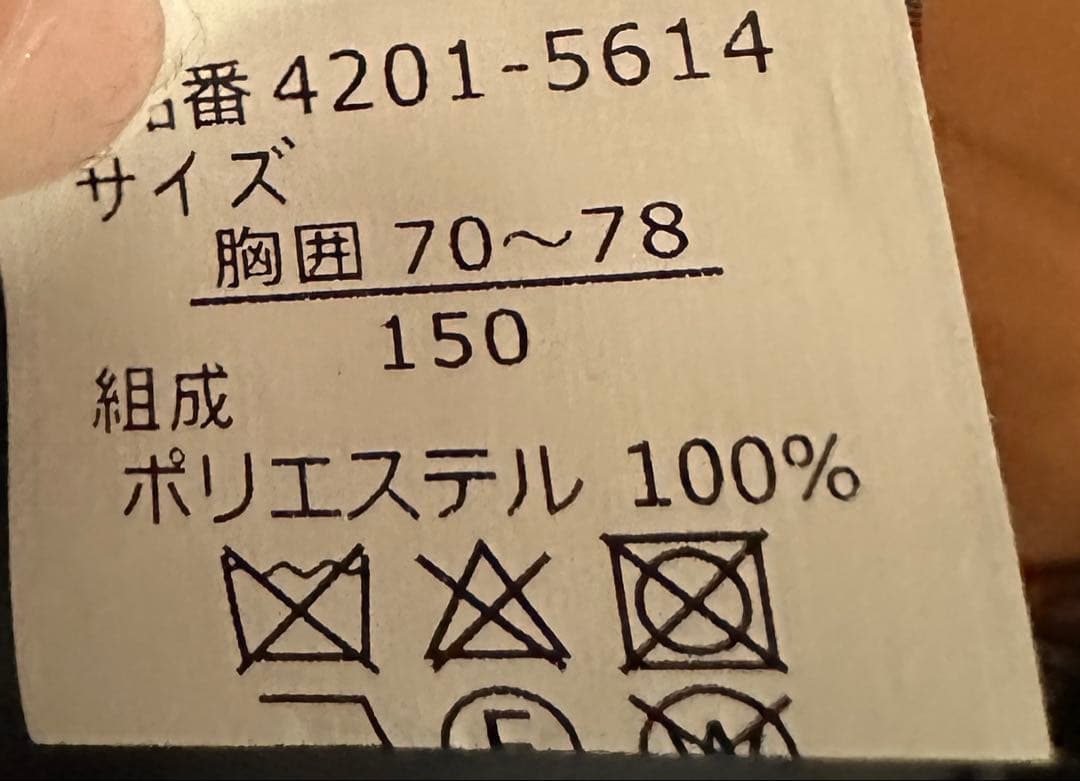 品番 4201-5614
サイズ
胸囲 70～78
150
組成
ポリエステル 100%